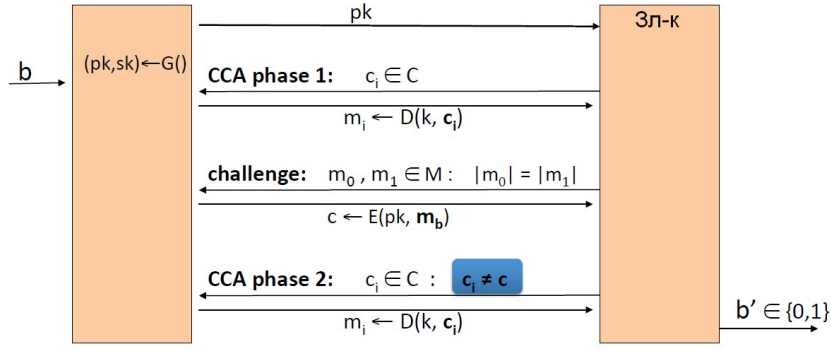 pk
Зл-к
(pk,sk)←G()
b
CCA phase 1: cᵢ ∈ C
mᵢ ← D(k, cᵢ)
challenge: m₀ , m₁ ∈ M : |m₀| = |m₁|
c ← E(pk, m_b)
CCA phase 2: cᵢ ∈ C : cᵢ ≠ c
mᵢ ← D(k, cᵢ)
b’ ∈ {0,1}